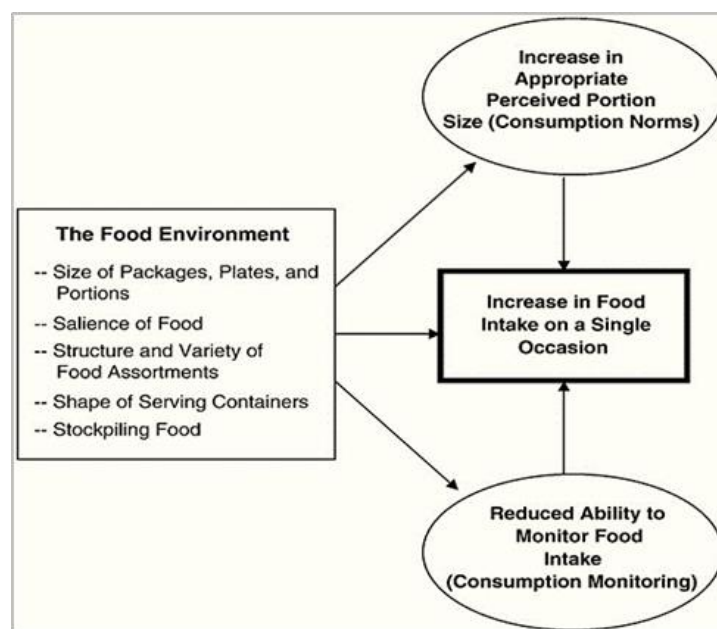 Increase in
Appropriate
Perceived Portion
Size (Consumption Norms)
The Food Environment
-- Size of Packages, Plates, and
Portions
-- Salience of Food
-- Structure and Variety of
Food Assortments
-- Shape of Serving Containers
-- Stockpiling Food
Increase in Food
Intake on a Single
Occasion
Reduced Ability to
Monitor Food
Intake
(Consumption Monitoring)